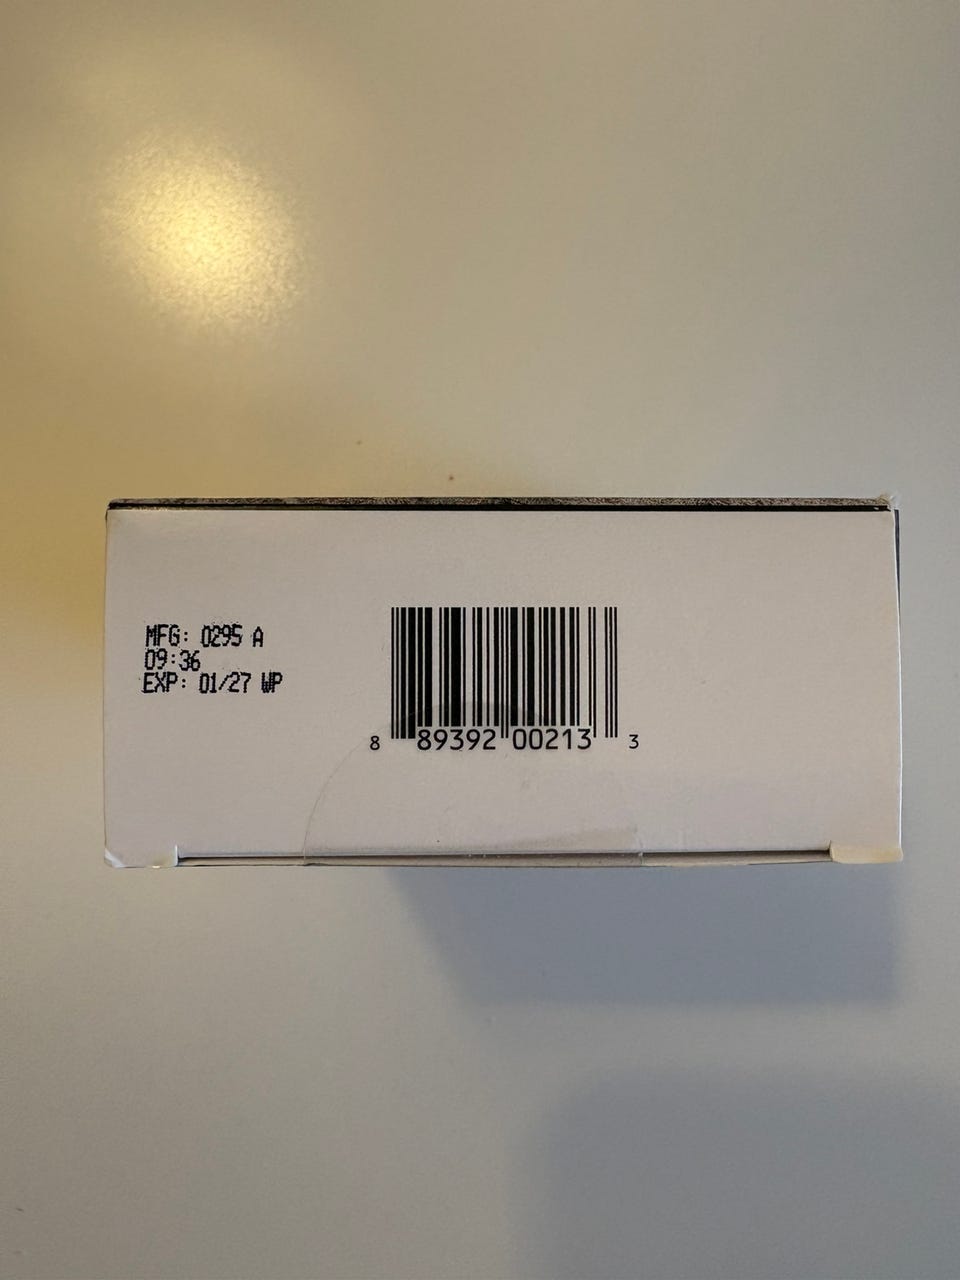 MFG: 0295 A
09:36
EXP: 01/27 WP
8 89392 00213 3